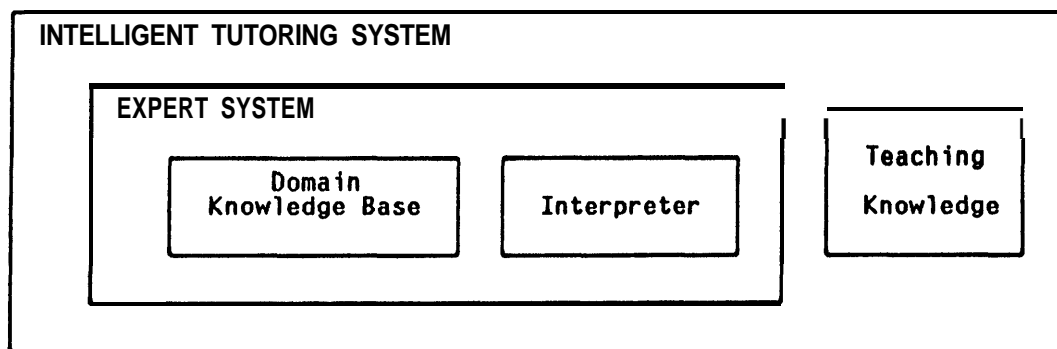 INTELLIGENT TUTORING SYSTEM
EXPERT SYSTEM
Domain
Knowledge Base
Interpreter
Teaching
Knowledge